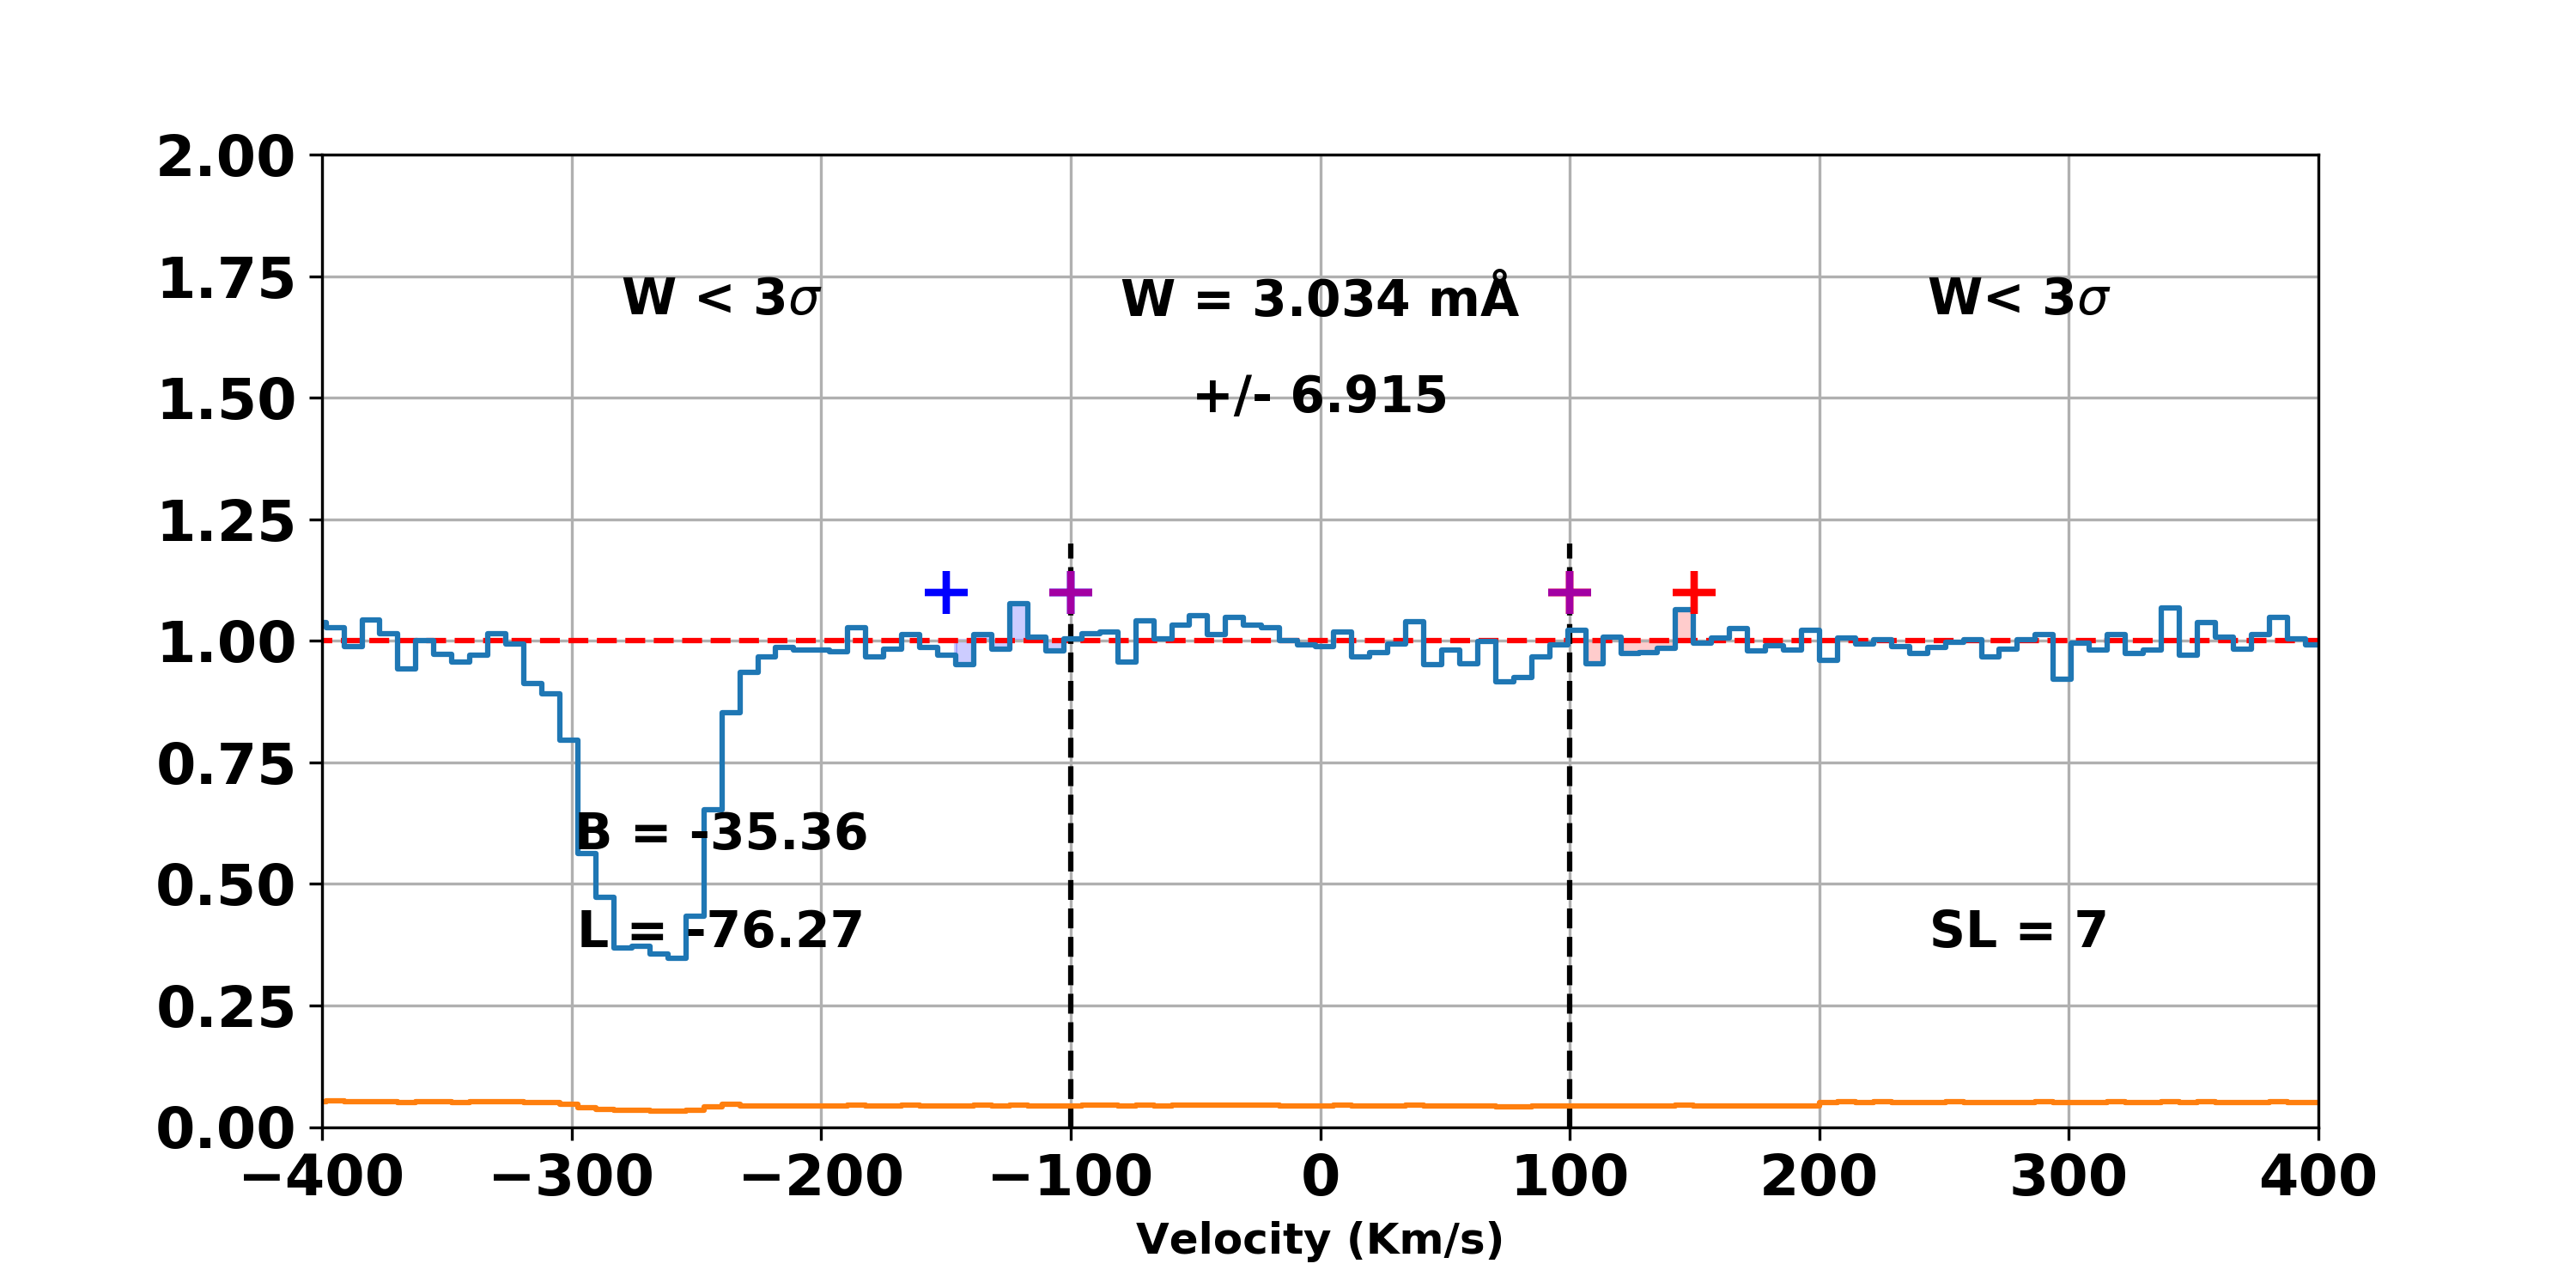 2.00
1.75
1.50
1.25
1.00
0.75
0.50
0.25
0.00
W < 3σ
W = 3.034 mÅ
+/- 6.915
W< 3σ
B = -35.36
L = -76.27
SL = 7
−400 −300 −200 −100 0 100 200 300 400
Velocity (Km/s)